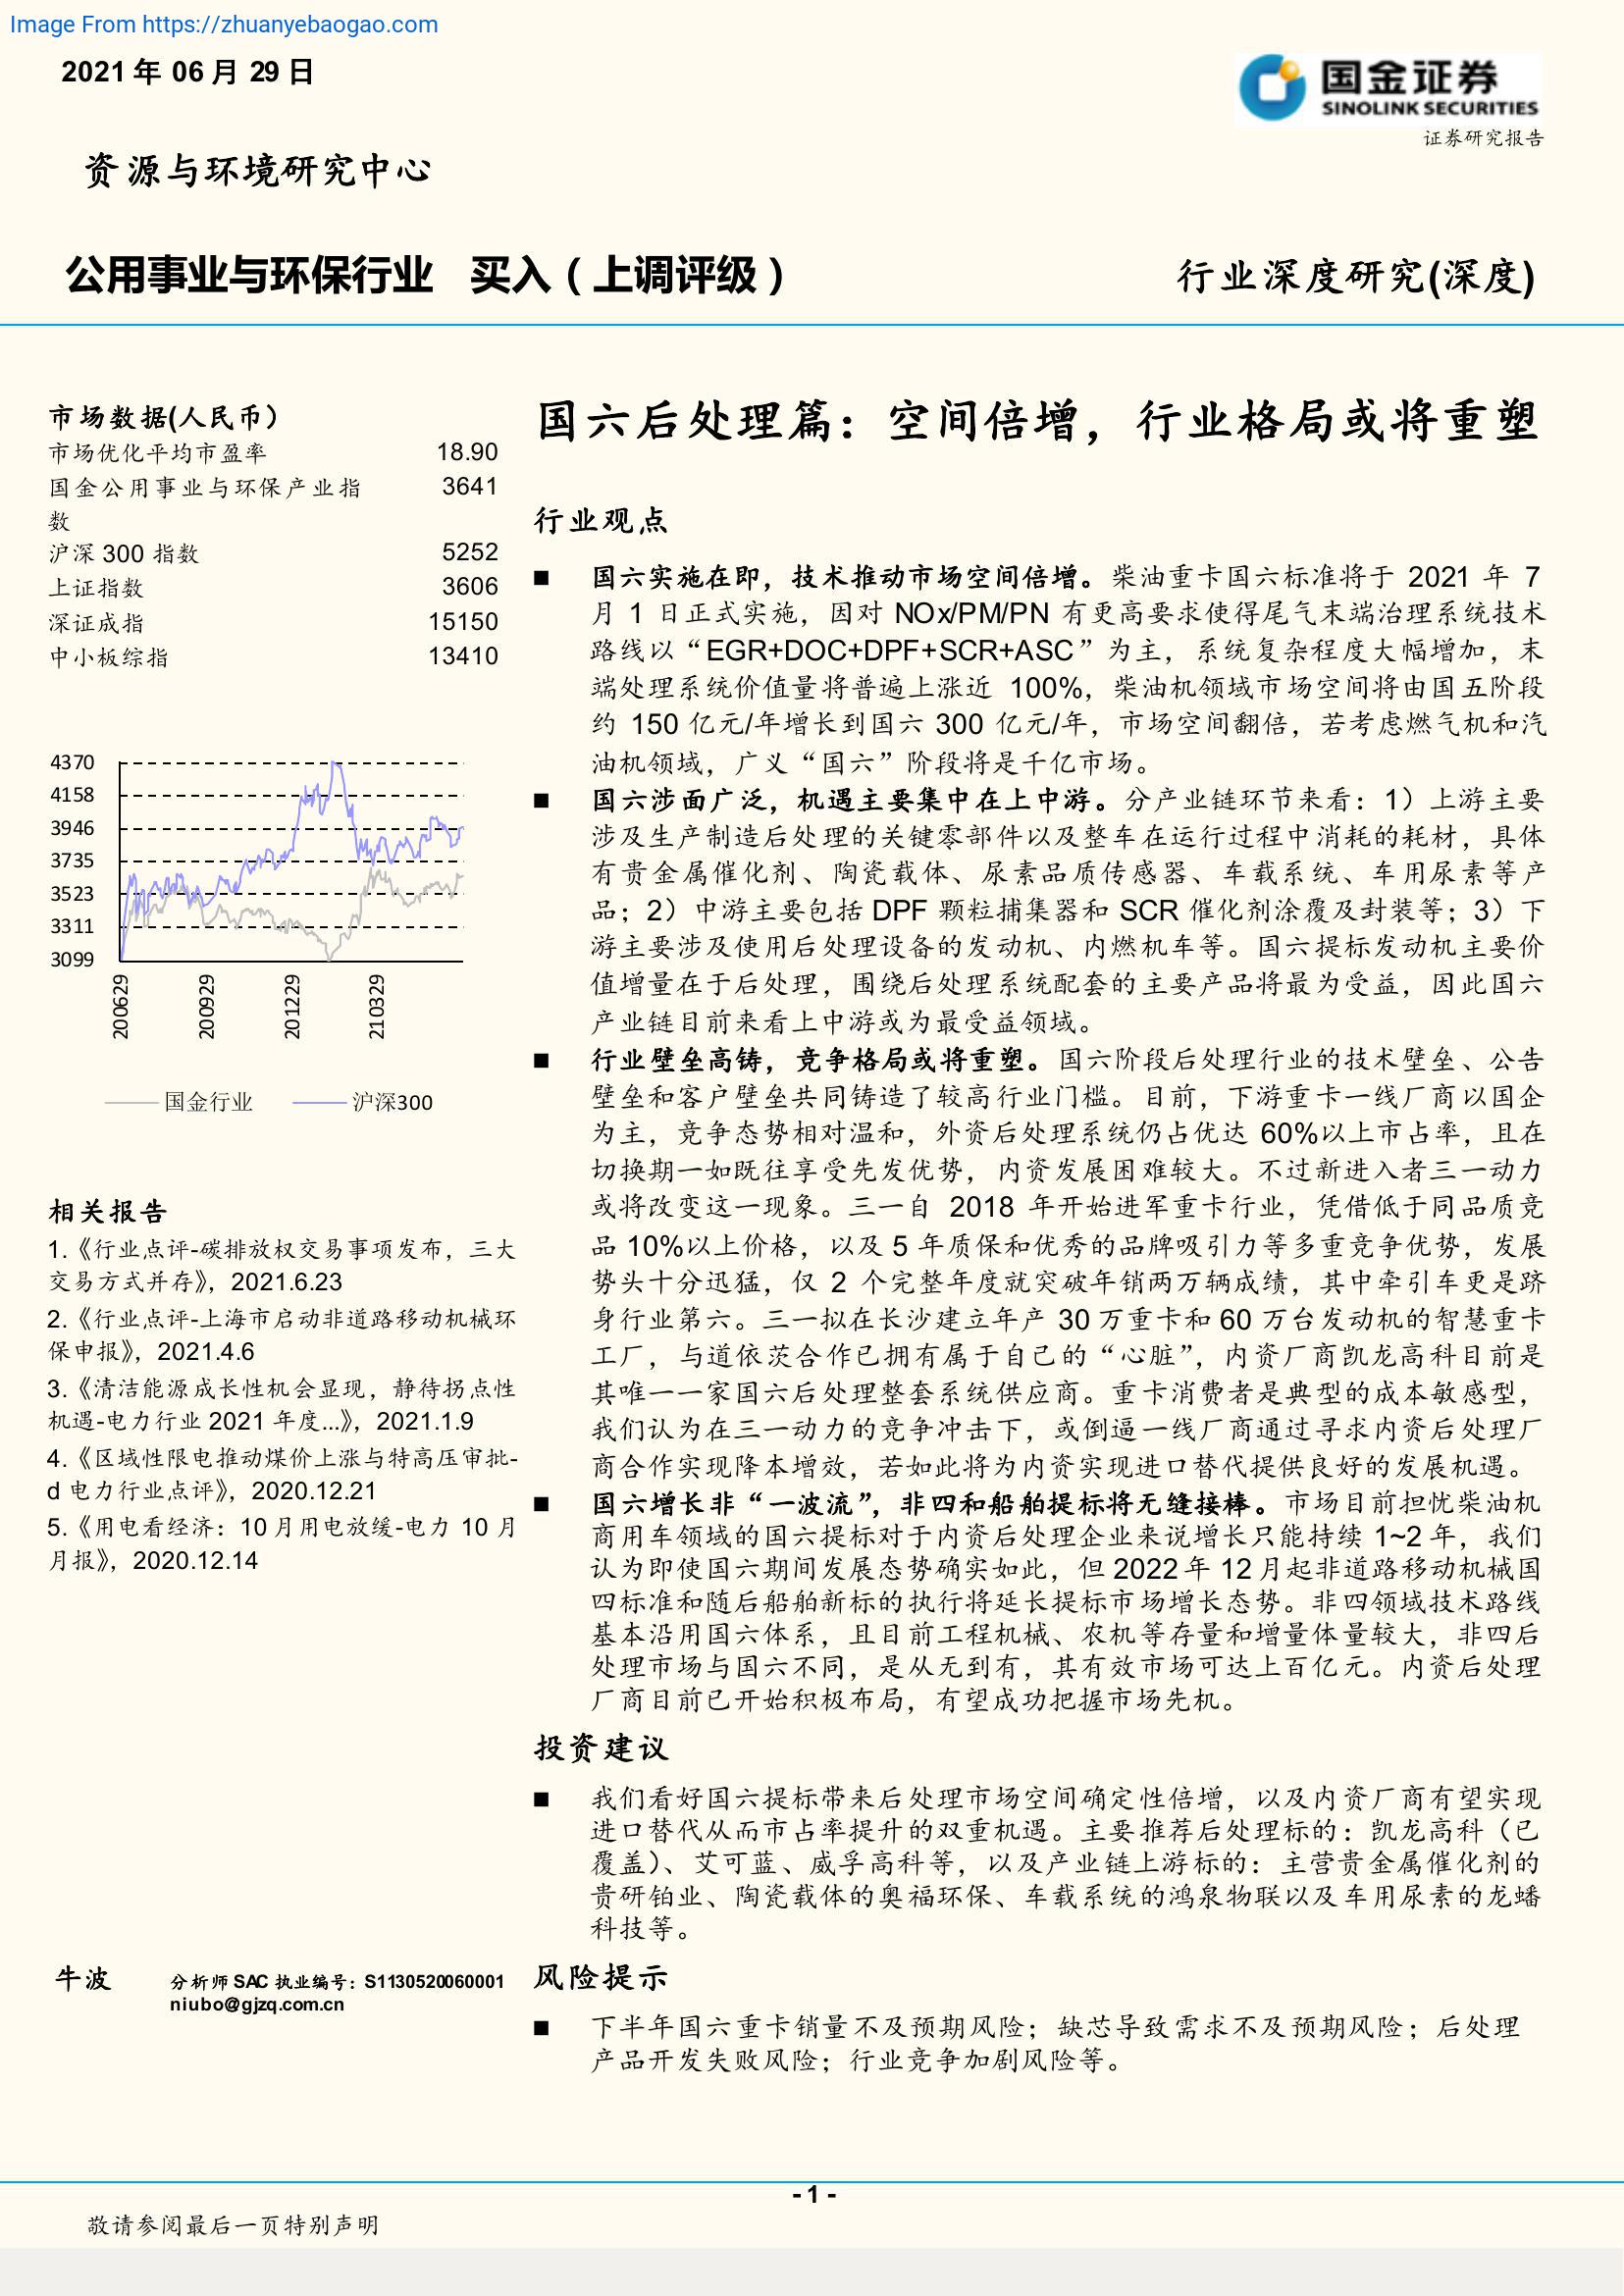 Image From https://zhuanyebaogao.com
2021 年 06 月 29 日
国金证券
SINOLINK SECURITIES
证券研究报告
资源与环境研究中心
公用事业与环保行业 买入（上调评级）
行业深度研究(深度)
市场数据(人民币）
市场优化平均市盈率 18.90
国金公用事业与环保产业指 3641
数
沪深 300 指数 5252
上证指数 3606
深证成指 15150
中小板综指 13410
4370
4158
3946
3735
3523
3311
3099
200629
200929
201229
210329
国金行业 沪深300
相关报告
1.《行业点评-碳排放权交易事项发布，三大
交易方式并存》，2021.6.23
2.《行业点评-上海市启动非道路移动机械环
保申报》，2021.4.6
3.《清洁能源成长性机会显现，静待拐点性
机遇-电力行业 2021 年度...》，2021.1.9
4.《区域性限电推动煤价上涨与特高压审批-
d 电力行业点评》，2020.12.21
5.《用电看经济：10 月用电放缓-电力 10 月
月报》，2020.12.14
牛波
分析师 SAC 执业编号：S1130520060001
niubo@gjzq.com.cn
国六后处理篇：空间倍增，行业格局或将重塑
行业观点
■ 国六实施在即，技术推动市场空间倍增。柴油重卡国六标准将于 2021 年 7
月 1 日正式实施，因对 NOx/PM/PN 有更高要求使得尾气末端治理系统技术
路线以“EGR+DOC+DPF+SCR+ASC”为主，系统复杂程度大幅增加，末
端处理系统价值量将普遍上涨近 100%，柴油机领域市场空间将由国五阶段
约 150 亿元/年增长到国六 300 亿元/年，市场空间翻倍，若考虑燃气机和汽
油机领域，广义“国六”阶段将是千亿市场。
■ 国六涉面广泛，机遇主要集中在上中游。分产业链环节来看：1）上游主要
涉及生产制造后处理的关键零部件以及整车在运行过程中消耗的耗材，具体
有贵金属催化剂、陶瓷载体、尿素品质传感器、车载系统、车用尿素等产
品；2）中游主要包括 DPF 颗粒捕集器和 SCR 催化剂涂覆及封装等；3）下
游主要涉及使用后处理设备的发动机、内燃机车等。国六提标发动机主要价
值增量在于后处理，围绕后处理系统配套的主要产品将最为受益，因此国六
产业链目前来看上中游或为最受益领域。
■ 行业壁垒高铸，竞争格局或将重塑。国六阶段后处理行业的技术壁垒、公告
壁垒和客户壁垒共同铸造了较高行业门槛。目前，下游重卡一线厂商以国企
为主，竞争态势相对温和，外资后处理系统仍占优达 60%以上市占率，且在
切换期一如既往享受先发优势，内资发展困难较大。不过新进入者三一动力
或将改变这一现象。三一自 2018 年开始进军重卡行业，凭借低于同品质竞
品 10%以上价格，以及 5 年质保和优秀的品牌吸引力等多重竞争优势，发展
势头十分迅猛，仅 2 个完整年度就突破年销两万辆成绩，其中牵引车更是跻
身行业第六。三一拟在长沙建立年产 30 万重卡和 60 万台发动机的智慧重卡
工厂，与道依茨合作已拥有属于自己的“心脏”，内资厂商凯龙高科目前是
其唯一一家国六后处理整套系统供应商。重卡消费者是典型的成本敏感型，
我们认为在三一动力的竞争冲击下，或倒逼一线厂商通过寻求内资后处理厂
商合作实现降本增效，若如此将为内资实现进口替代提供良好的发展机遇。
■ 国六增长非“一波流”，非四和船舶提标将无缝接棒。市场目前担忧柴油机
商用车领域的国六提标对于内资后处理企业来说增长只能持续 1~2 年，我们
认为即使国六期间发展态势确实如此，但 2022 年 12 月起非道路移动机械国
四标准和随后船舶新标的执行将延长提标市场增长态势。非四领域技术路线
基本沿用国六体系，且目前工程机械、农机等存量和增量体量较大，非四后
处理市场与国六不同，是从无到有，其有效市场可达上百亿元。内资后处理
厂商目前已开始积极布局，有望成功把握市场先机。
投资建议
■ 我们看好国六提标带来后处理市场空间确定性倍增，以及内资厂商有望实现
进口替代从而市占率提升的双重机遇。主要推荐后处理标的：凯龙高科（已
覆盖）、艾可蓝、威孚高科等，以及产业链上游标的：主营贵金属催化剂的
贵研铂业、陶瓷载体的奥福环保、车载系统的鸿泉物联以及车用尿素的龙蟠
科技等。
风险提示
■ 下半年国六重卡销量不及预期风险；缺芯导致需求不及预期风险；后处理
产品开发失败风险；行业竞争加剧风险等。
- 1 -
敬请参阅最后一页特别声明